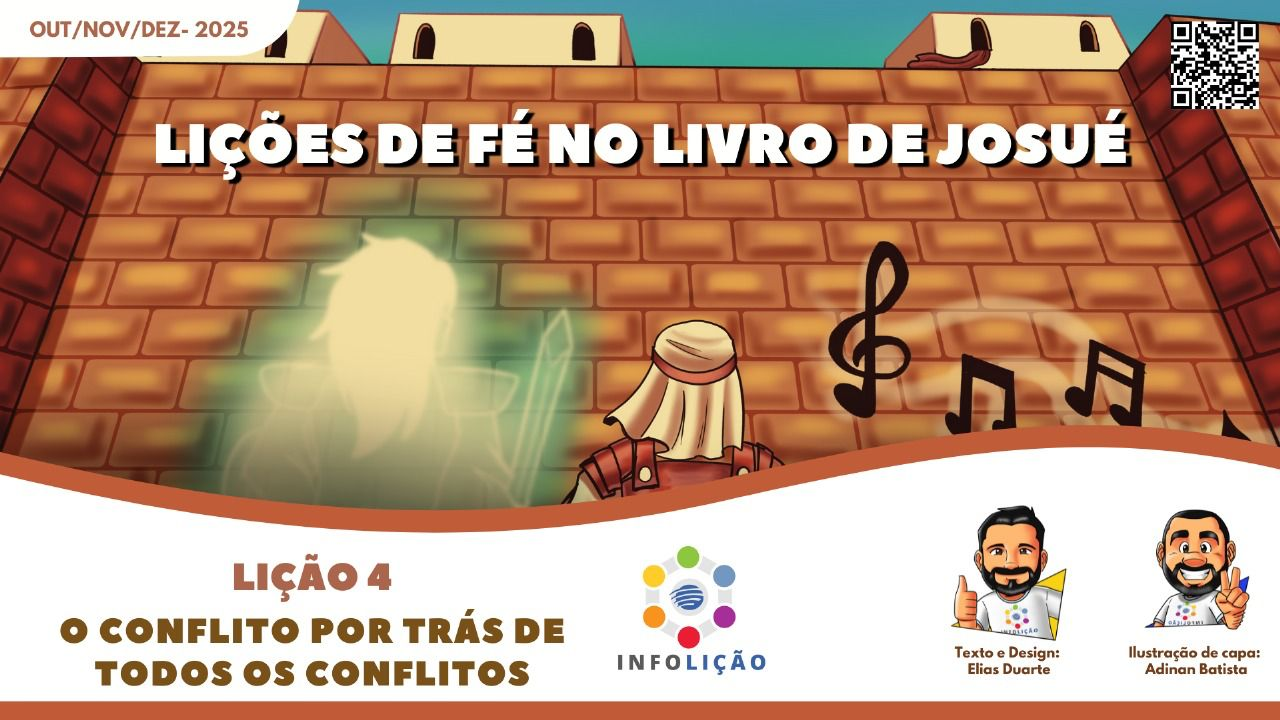 OUT/NOV/DEZ- 2025
LIÇÕES DE FÉ NO LIVRO DE JOSUÉ
LIÇÃO 4
O CONFLITO POR TRÁS DE
TODOS OS CONFLITOS
INFOLIÇÃO
INFOLIÇÃO
Texto e Design:
Elias Duarte
Ilustração de capa:
Adinan Batista